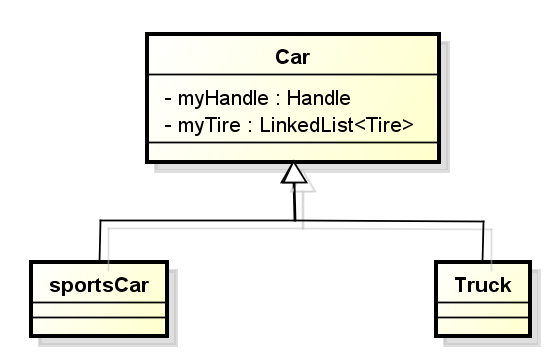 Car
- myHandle : Handle
- myTire : LinkedList<Tire>
sportsCar
Truck